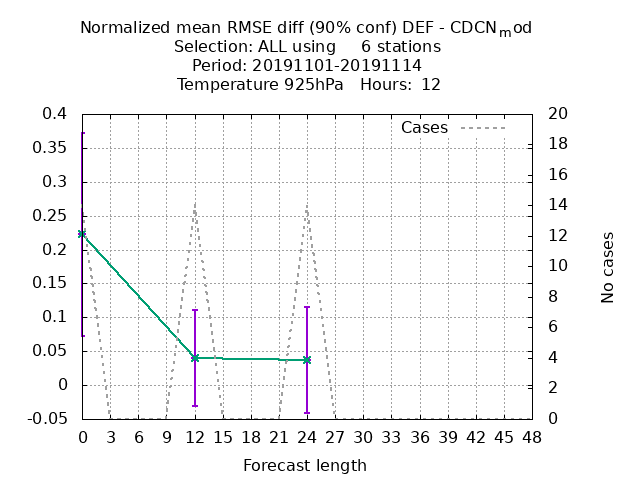 Normalized mean RMSE diff (90% conf) DEF - CDCNmod
Selection: ALL using 6 stations
Period: 20191101-20191114
Temperature 925hPa Hours: 12
Cases
0.4
0.35
0.3
0.25
0.2
0.15
0.1
0.05
0
-0.05
20
18
16
14
12
10
8
6
4
2
0
No cases
0 3 6 9 12 15 18 21 24 27 30 33 36 39 42 45 48
Forecast length